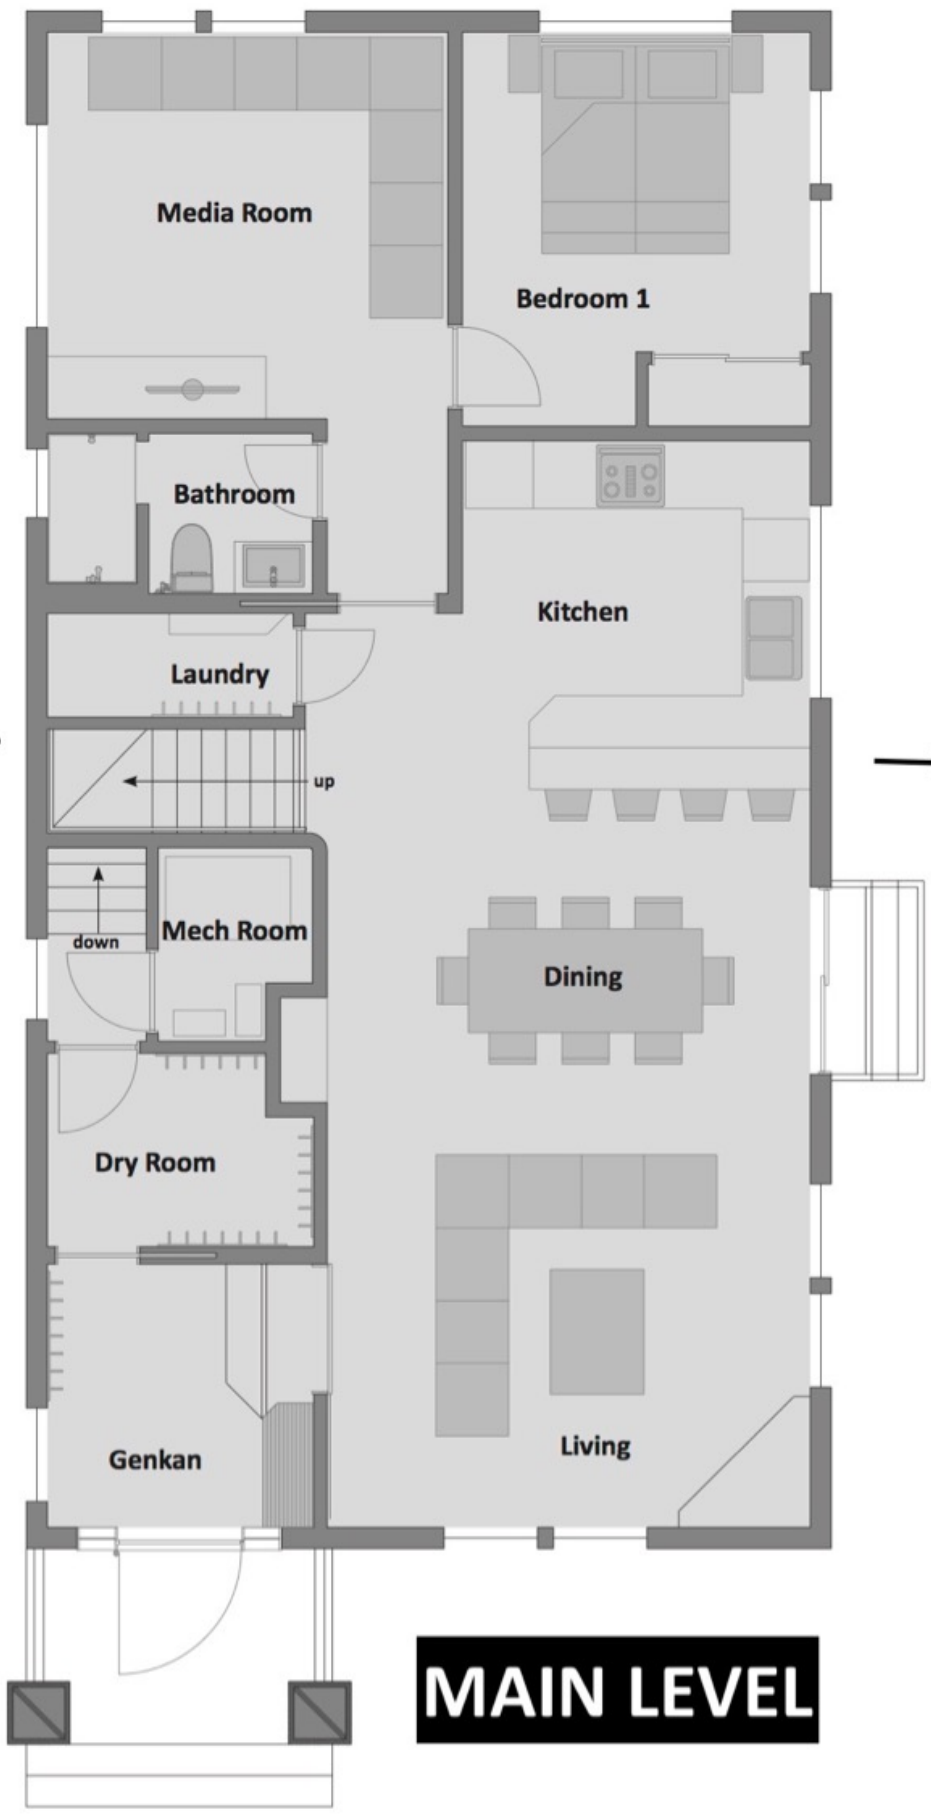 Media Room
Bedroom 1
Bathroom
Kitchen
Laundry
up
down
Mech Room
Dining
Dry Room
Living
Genkan
MAIN LEVEL